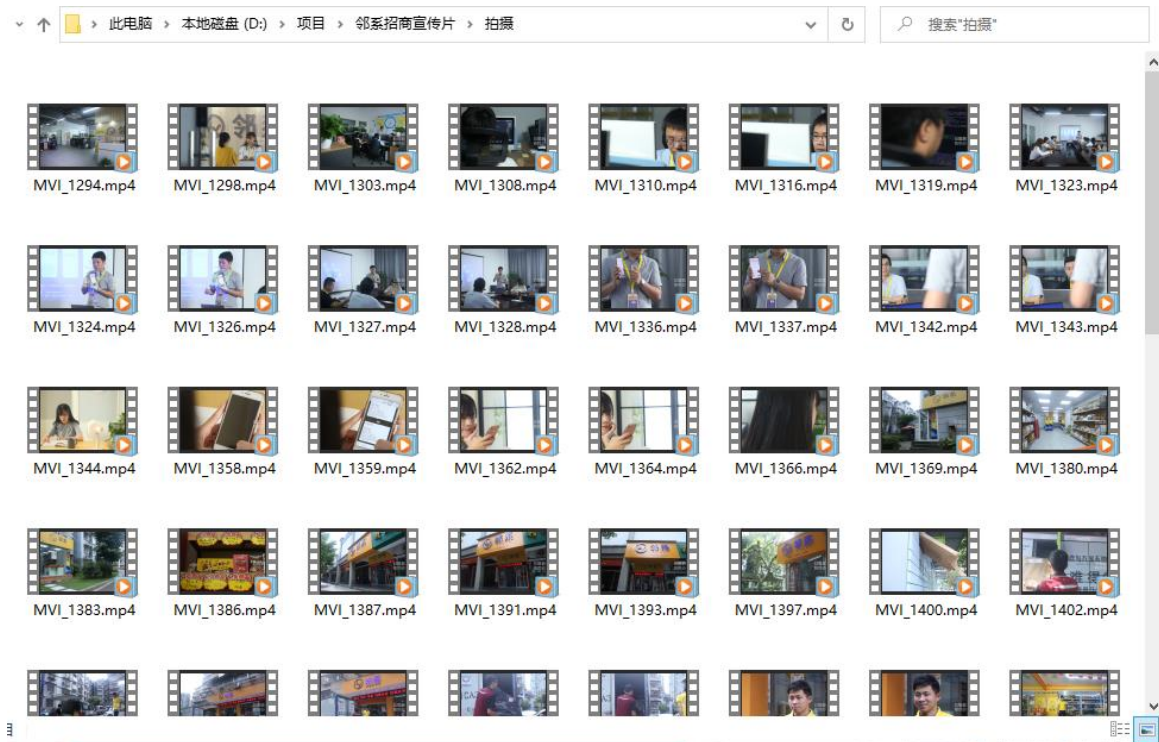 此电脑 › 本地磁盘 (D:) › 项目 › 邻系招商宣传片 › 拍摄
搜索"拍摄"
MVI_1294.mp4 MVI_1298.mp4 MVI_1303.mp4 MVI_1308.mp4 MVI_1310.mp4 MVI_1316.mp4 MVI_1319.mp4 MVI_1323.mp4
MVI_1324.mp4 MVI_1326.mp4 MVI_1327.mp4 MVI_1328.mp4 MVI_1336.mp4 MVI_1337.mp4 MVI_1342.mp4 MVI_1343.mp4
MVI_1344.mp4 MVI_1358.mp4 MVI_1359.mp4 MVI_1362.mp4 MVI_1364.mp4 MVI_1366.mp4 MVI_1369.mp4 MVI_1380.mp4
MVI_1383.mp4 MVI_1386.mp4 MVI_1387.mp4 MVI_1391.mp4 MVI_1393.mp4 MVI_1397.mp4 MVI_1400.mp4 MVI_1402.mp4